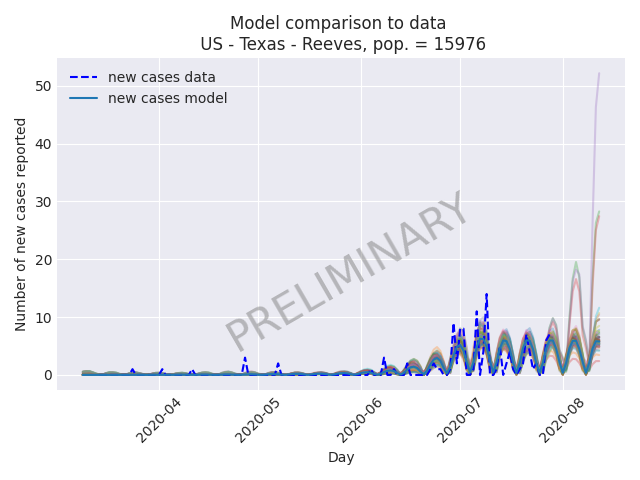 Model comparison to data
US - Texas - Reeves, pop. = 15976
new cases data
new cases model
PRELIMINARY
Number of new cases reported
50
40
30
20
10
0
2020-04
2020-05
2020-06
2020-07
2020-08
Day